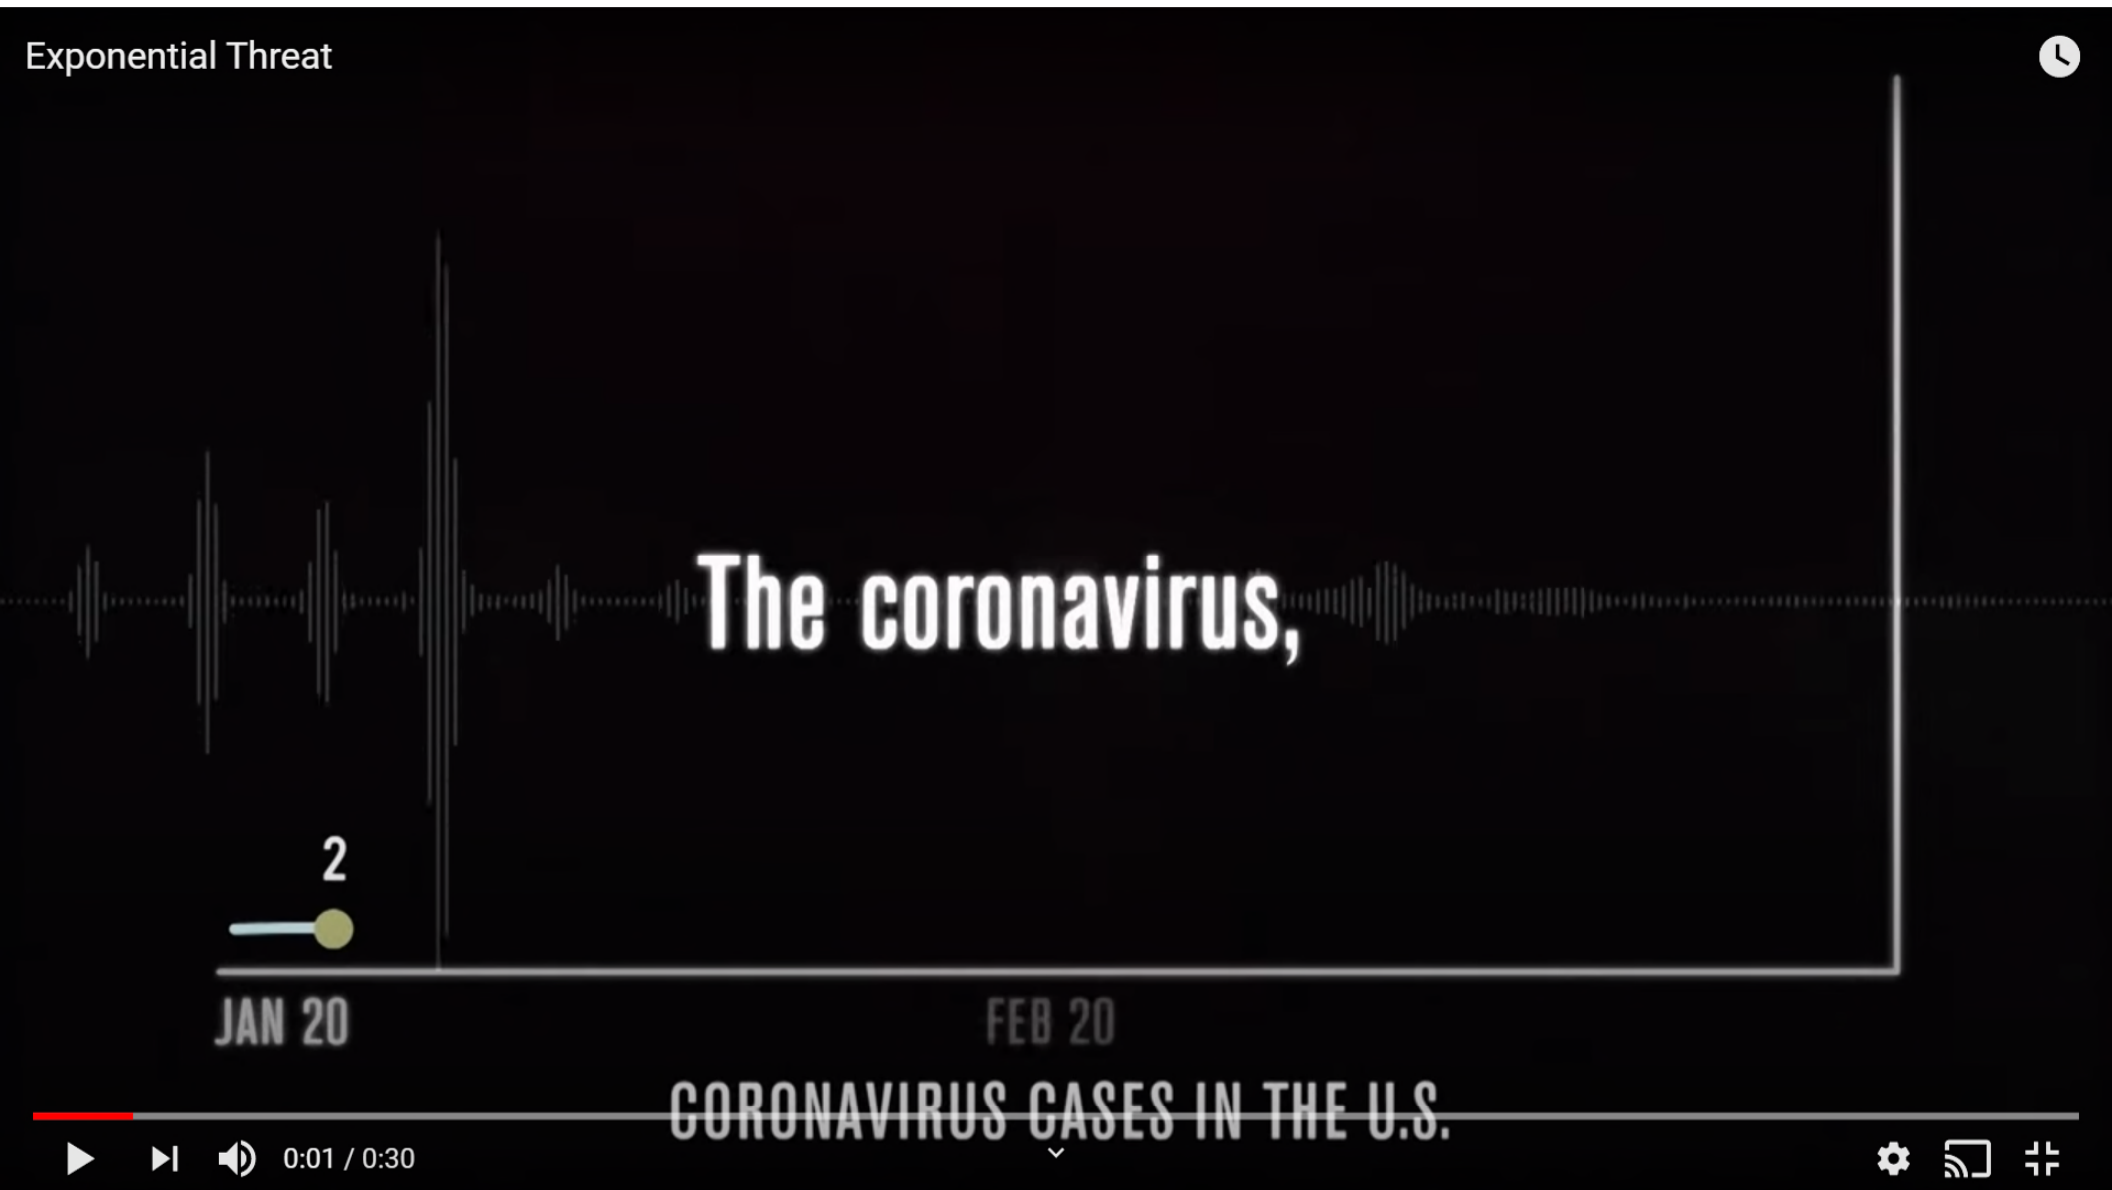 Exponential Threat
The coronavirus,
2
JAN 20 FEB 20
CORONAVIRUS CASES IN THE U.S.
0:01 / 0:30